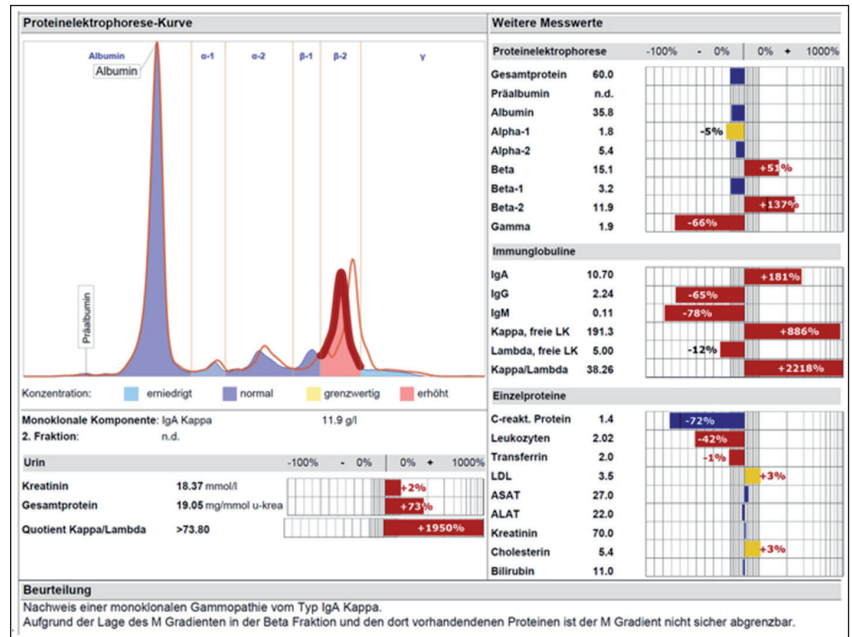 Proteinelektrophorese-Kurve
Albumin α-1 α-2 β-1 β-2 γ
Albumin
Präalbumin
Konzentration: erniedrigt normal grenzwertig erhöht
Monoklonale Komponente: IgA Kappa 11.9 g/l
2. Fraktion: n.d.
Urin -100% - 0% 0% + 1000%
Kreatinin 18.37 mmol/l +2%
Gesamtprotein 19.05 mg/mmol u-krea +73%
Quotient Kappa/Lambda >73.80 +1950%
Weitere Messwerte
Proteinelektrophorese -100% - 0% 0% + 1000%
Gesamtprotein 60.0
Präalbumin n.d.
Albumin 35.8
Alpha-1 1.8 -5%
Alpha-2 5.4
Beta 15.1 +51%
Beta-1 3.2
Beta-2 11.9 +137%
Gamma 1.9 -66%
Immunglobuline
IgA 10.70 +181%
IgG 2.24 -65%
IgM 0.11 -78%
Kappa, freie LK 191.3 +886%
Lambda, freie LK 5.00 -12%
Kappa/Lambda 38.26 +2218%
Einzelproteine
C-reakt. Protein 1.4 -72%
Leukozyten 2.02 -42%
Transferrin 2.0 -1%
LDL 3.5 +3%
ASAT 27.0
ALAT 22.0
Kreatinin 70.0
Cholesterin 5.4 +3%
Bilirubin 11.0
Beurteilung
Nachweis einer monoklonalen Gammopathie vom Typ IgA Kappa.
Aufgrund der Lage des M Gradienten in der Beta Fraktion und den dort vorhandendenen Proteinen ist der M Gradient nicht sicher abgrenzbar.